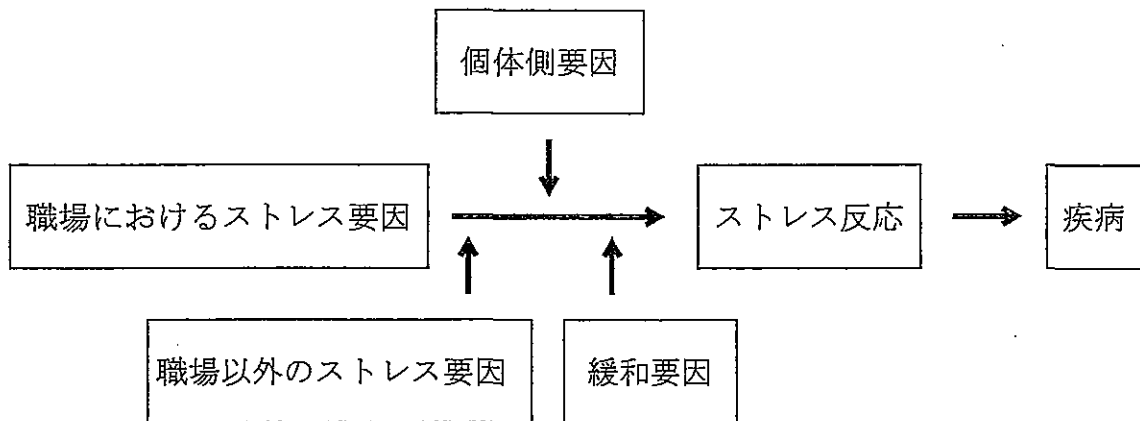 個体側要因
職場におけるストレス要因
ストレス反応
疾病
職場以外のストレス要因
緩和要因